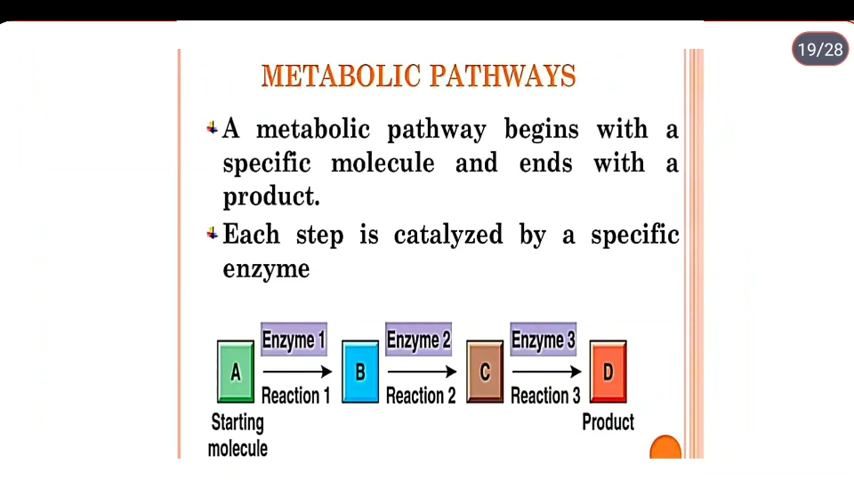 19/28
METABOLIC PATHWAYS
A metabolic pathway begins with a
specific molecule and ends with a
product.
Each step is catalyzed by a specific
enzyme
Enzyme 1 Enzyme 2 Enzyme 3
A B C D
Reaction 1 Reaction 2 Reaction 3
Starting Product
molecule